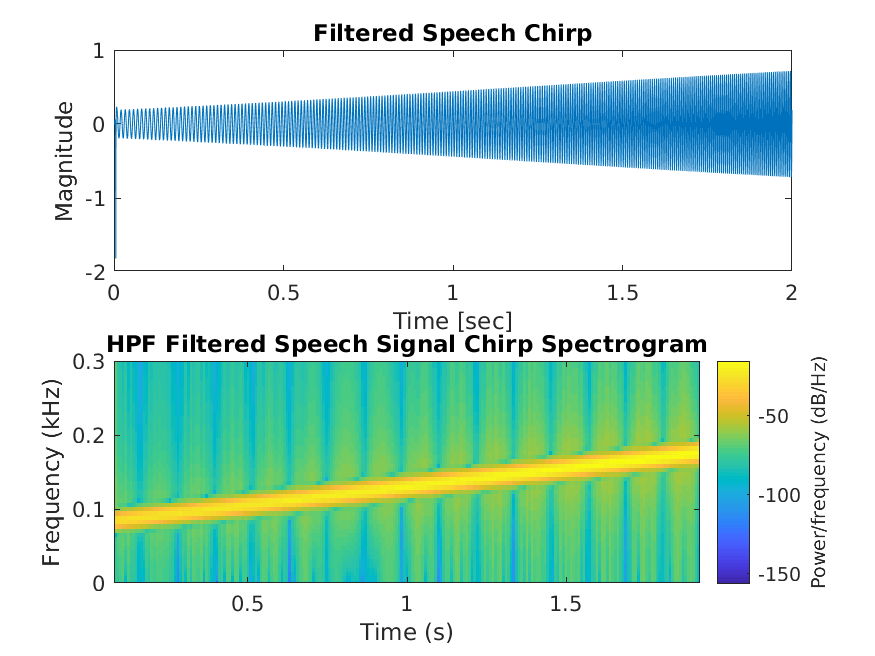 Filtered Speech Chirp
1
0
-1
-2
Magnitude
0 0.5 1 1.5 2
Time [sec]
HPF Filtered Speech Signal Chirp Spectrogram
0.3
0.2
0.1
0
Frequency (kHz)
0.5 1 1.5
Time (s)
-50
-100
-150
Power/frequency (dB/Hz)